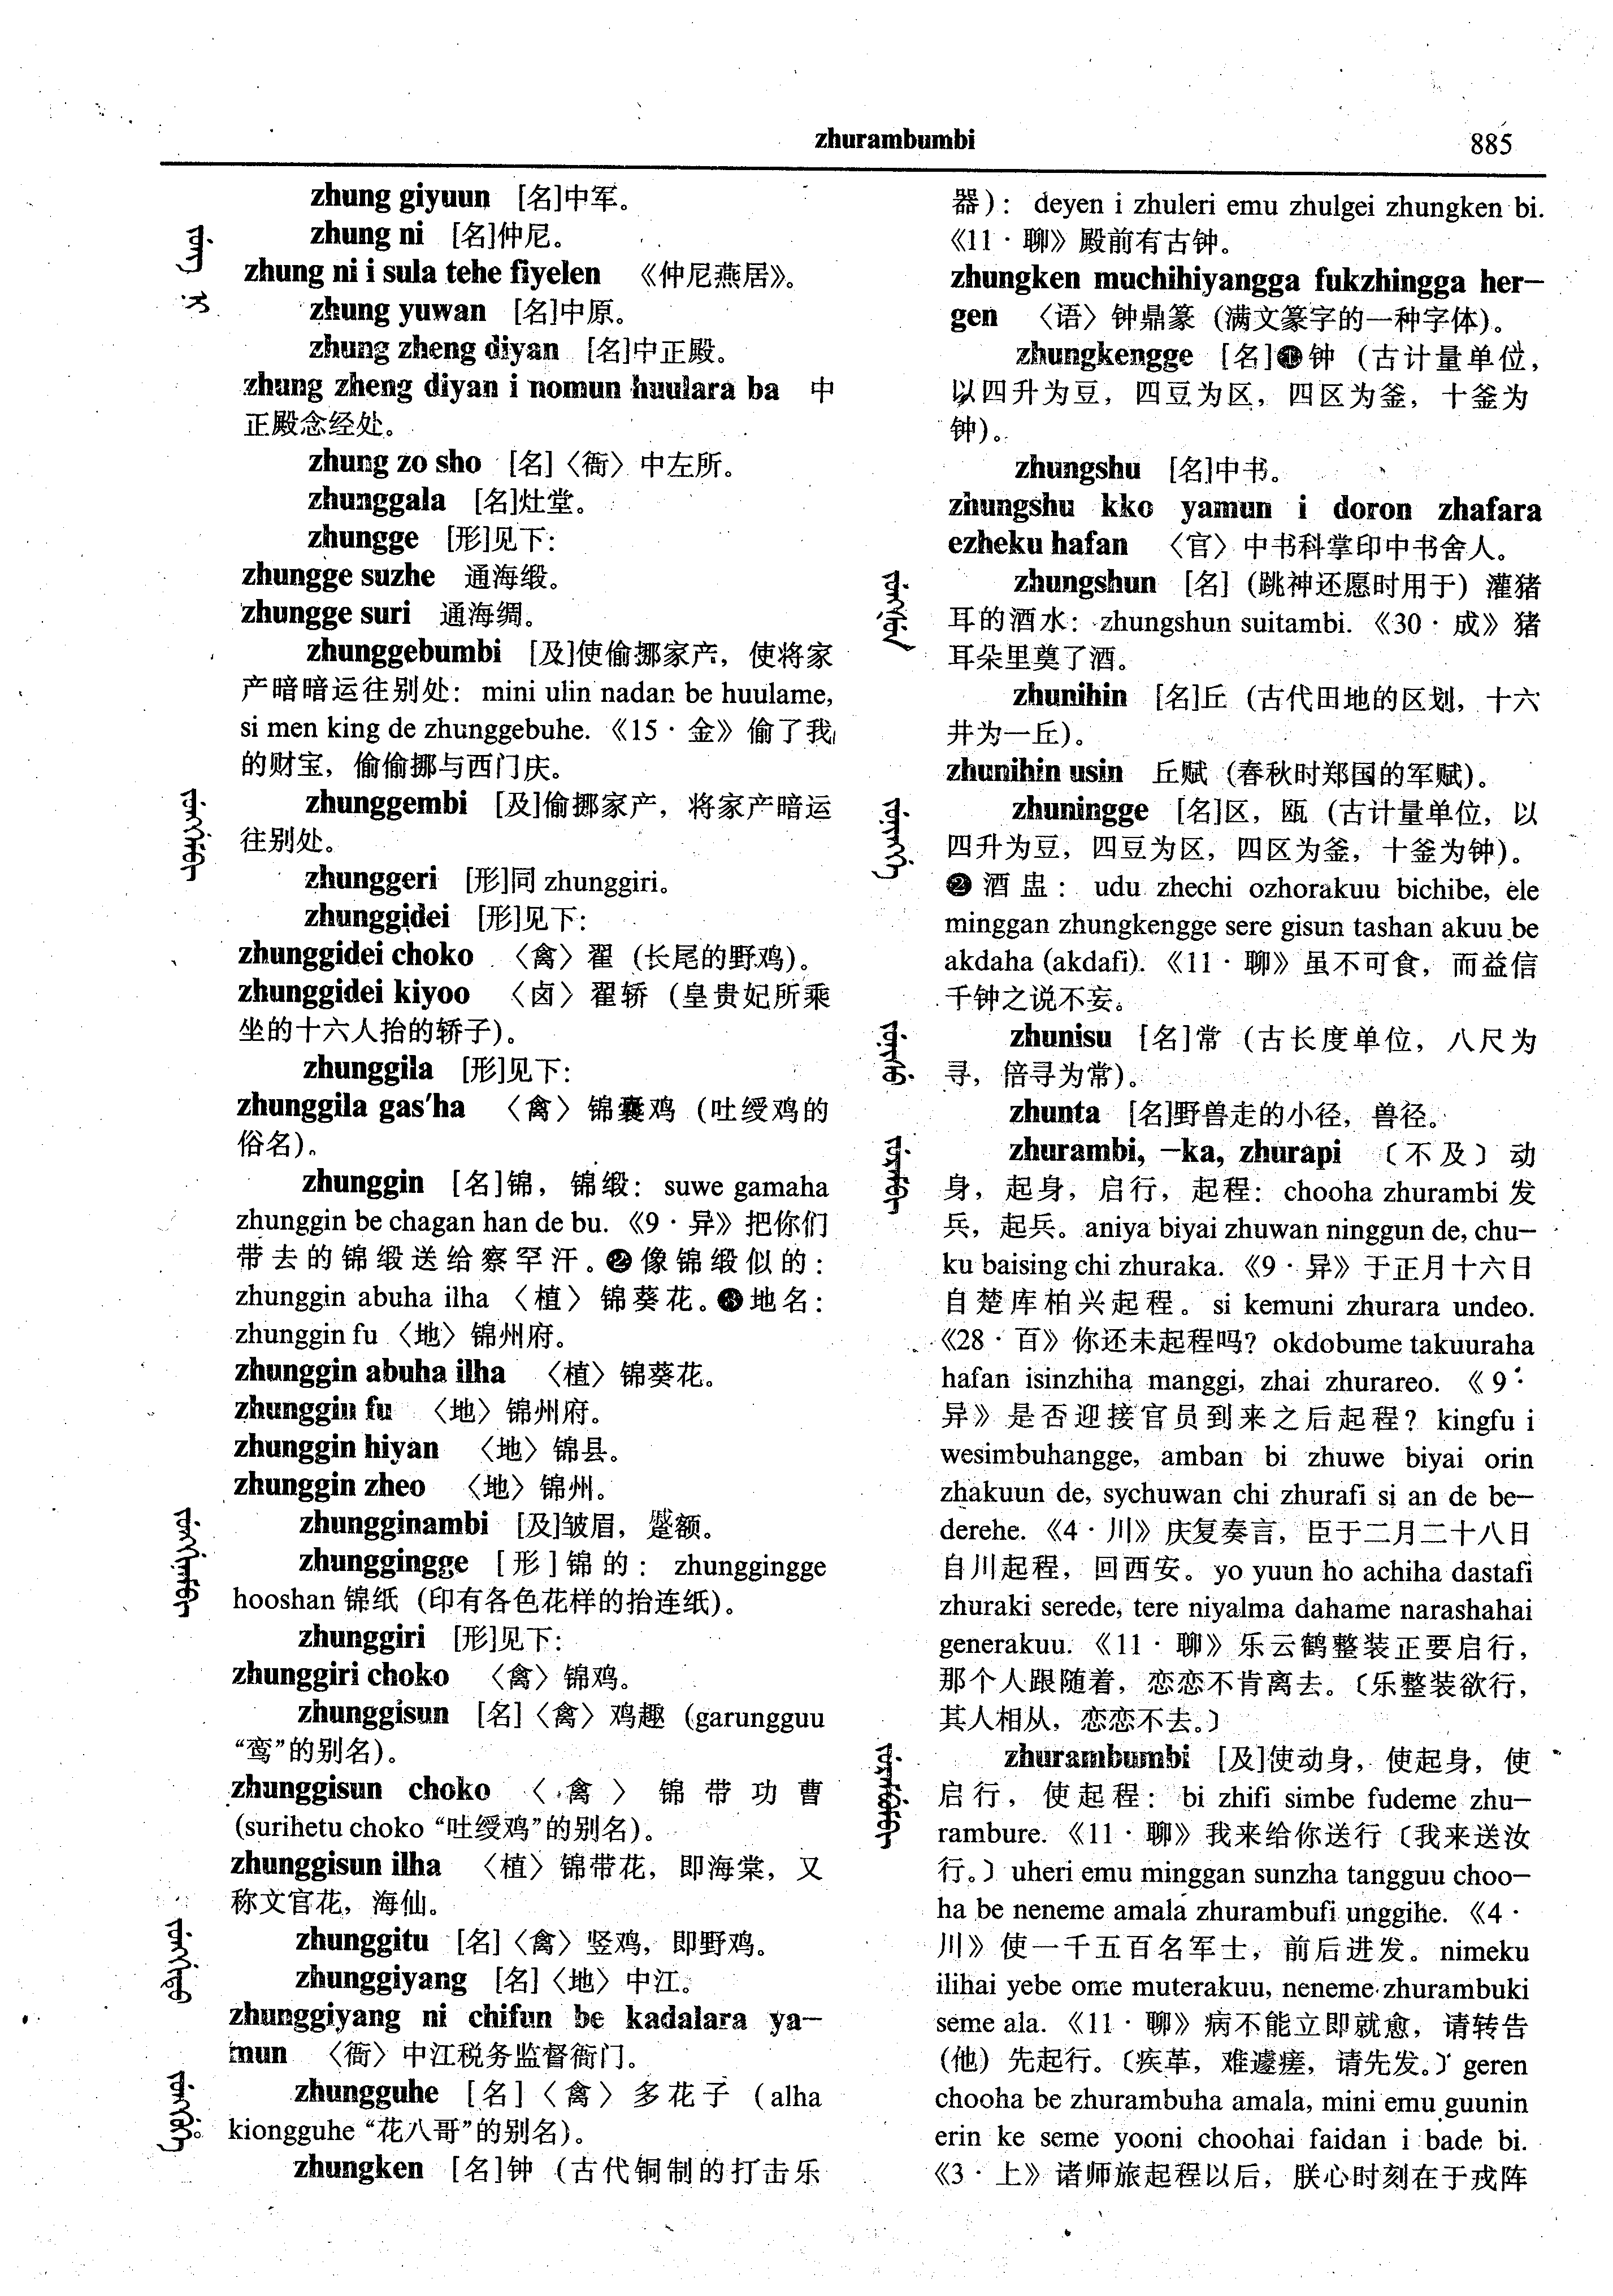 zhurambumbi
885
zhung giyuun [名]中军。
zhung ni [名]仲尼。
zhung ni i sula tehe fiyelen 《仲尼燕居》。
zhung yuwan [名]中原。
zhung zheng diyan [名]中正殿。
zhung zheng diyan i nomun huulara ba 中
正殿念经处。
zhung zo sho [名]〈衙〉中左所。
zhunggala [名]灶堂。
zhungge [形]见下:
zhungge suzhe 通海缎。
zhungge suri 通海绸。
zhunggebumbi [及]使偷挪家产，使将家
产暗暗运往别处: mini ulin nadan be huulame,
si men king de zhunggebuhe. 《15·金》偷了我
的财宝，偷偷挪与西门庆。
zhunggembi [及]偷挪家产，将家产暗运
往别处。
zhunggeri [形]同 zhunggiri。
zhunggidei [形]见下:
zhunggidei choko 〈禽〉翟 (长尾的野鸡)。
zhunggidei kiyoo 〈卤〉翟轿 (皇贵妃所乘
坐的十六人抬的轿子)。
zhunggila [形]见下:
zhunggila gas'ha 〈禽〉锦囊鸡 (吐绶鸡的
俗名)。
zhunggin [名]锦，锦缎: suwe gamaha
zhunggin be chagan han de bu. 《9·异》把你们
带去的锦缎送给察罕汗。❷像锦缎似的:
zhunggin abuha ilha 〈植〉锦葵花。❸地名:
zhunggin fu 〈地〉锦州府。
zhunggin abuha ilha 〈植〉锦葵花。
zhunggin fu 〈地〉锦州府。
zhunggin hiyan 〈地〉锦县。
zhunggin zheo 〈地〉锦州。
zhungginambi [及]皱眉，蹙额。
zhunggingge [形]锦的: zhunggingge
hooshan 锦纸 (印有各色花样的抬连纸)。
zhunggiri [形]见下:
zhunggiri choko 〈禽〉锦鸡。
zhunggisun [名]〈禽〉鸡趣 (garungguu
“鸾”的别名)。
zhunggisun choko 〈禽〉锦带功曹
(surihetu choko “吐绶鸡”的别名)。
zhunggisun ilha 〈植〉锦带花，即海棠，又
称文官花，海仙。
zhunggitu [名]〈禽〉竖鸡，即野鸡。
zhunggiyang [名]〈地〉中江。
zhunggiyang ni chifun be kadalara ya-
mun 〈衙〉中江税务监督衙门。
zhungguhe [名]〈禽〉多花子 (alha
kiongguhe “花八哥”的别名)。
zhungken [名]钟 (古代铜制的打击乐
器): deyen i zhuleri emu zhulgei zhungken bi.
《11·聊》殿前有古钟。
zhungken muchihiyangga fukzhingga her-
gen 〈语〉钟鼎篆 (满文篆字的一种字体)。
zhungkengge [名]❶钟 (古计量单位，
以四升为豆，四豆为区，四区为釜，十釜为
钟)。
zhungshu [名]中书。
zhungshu kko yamun i doron zhafara
ezheku hafan 〈官〉中书科掌印中书舍人。
zhungshun [名] (跳神还愿时用于) 灌猪
耳的酒水: zhungshun suitambi. 《30·成》猪
耳朵里奠了酒。
zhunihin [名]丘 (古代田地的区划，十六
井为一丘)。
zhunihin usin 丘赋 (春秋时郑国的军赋)。
zhuningge [名]区，瓯 (古计量单位，以
四升为豆，四豆为区，四区为釜，十釜为钟)。
❷酒盅: udu zhechi ozhorakuu bichibe, ele
minggan zhungkengge sere gisun tashan akuu be
akdaha (akdafi). 《11·聊》虽不可食，而益信
千钟之说不妄。
zhunisu [名]常 (古长度单位，八尺为
寻，倍寻为常)。
zhunta [名]野兽走的小径，兽径。
zhurambi, -ka, zhurapi 〔不及〕动
身，起身，启行，起程: chooha zhurambi 发
兵，起兵。aniya biyai zhuwan ninggun de, chu-
ku baising chi zhuraka. 《9·异》于正月十六日
自楚库柏兴起程。si kemuni zhurara undeo.
《28·百》你还未起程吗? okdobume takuuraha
hafan isinzhiha manggi, zhai zhurareo. 《9·
异》是否迎接官员到来之后起程? kingfu i
wesimbuhangge, amban bi zhuwe biyai orin
zhakuun de, sychuwan chi zhurafi si an de be-
derehe. 《4·川》庆复奏言，臣于二月二十八日
自川起程，回西安。yo yuun ho achiha dastafi
zhuraki serede, tere niyalma dahame narashahai
generakuu. 《11·聊》乐云鹤整装正要启行，
那个人跟随着，恋恋不肯离去。〔乐整装欲行，
其人相从，恋恋不去。〕
zhurambumbi [及]使动身，使起身，使
启行，使起程: bi zhifi simbe fudeme zhu-
rambure. 《11·聊》我来给你送行〔我来送汝
行。〕uheri emu minggan sunzha tangguu choo-
ha be neneme amala zhurambufi unggihe. 《4·
川》使一千五百名军士，前后进发。nimeku
ilihai yebe ome muterakuu, neneme zhurambuki
seme ala. 《11·聊》病不能立即就愈，请转告
(他) 先起行。〔疾革，难遽瘥，请先发。〕geren
chooha be zhurambuha amala, mini emu guunin
erin ke seme yooni choohai faidan i bade bi.
《3·上》诸师旅起程以后，朕心时刻在于戎阵